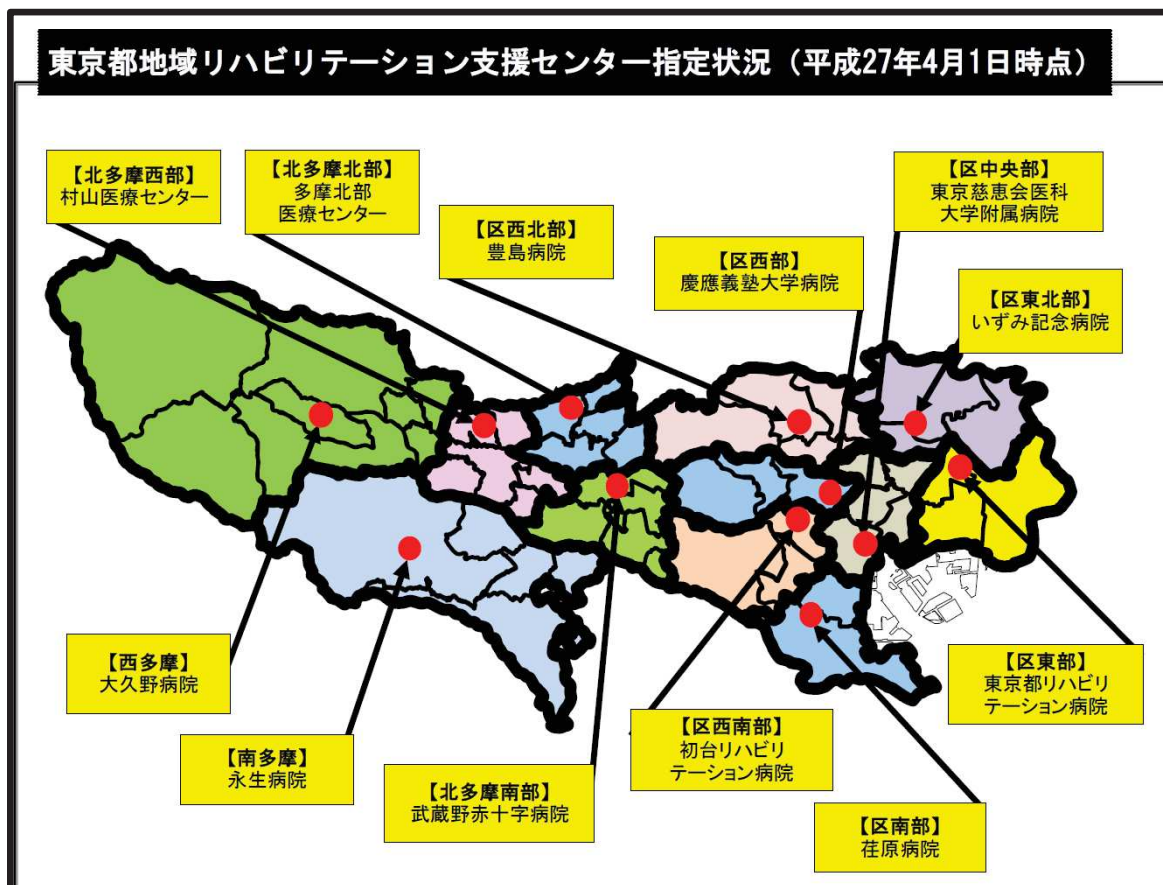 東京都地域リハビリテーション支援センター指定状況（平成27年4月1日時点）
【北多摩西部】
村山医療センター
【北多摩北部】
多摩北部
医療センター
【区西北部】
豊島病院
【区西部】
慶應義塾大学病院
【区中央部】
東京慈恵会医科
大学附属病院
【区東北部】
いずみ記念病院
【西多摩】
大久野病院
【南多摩】
永生病院
【北多摩南部】
武蔵野赤十字病院
【区西南部】
初台リハビリ
テーション病院
【区東部】
東京都リハビリ
テーション病院
【区南部】
荏原病院